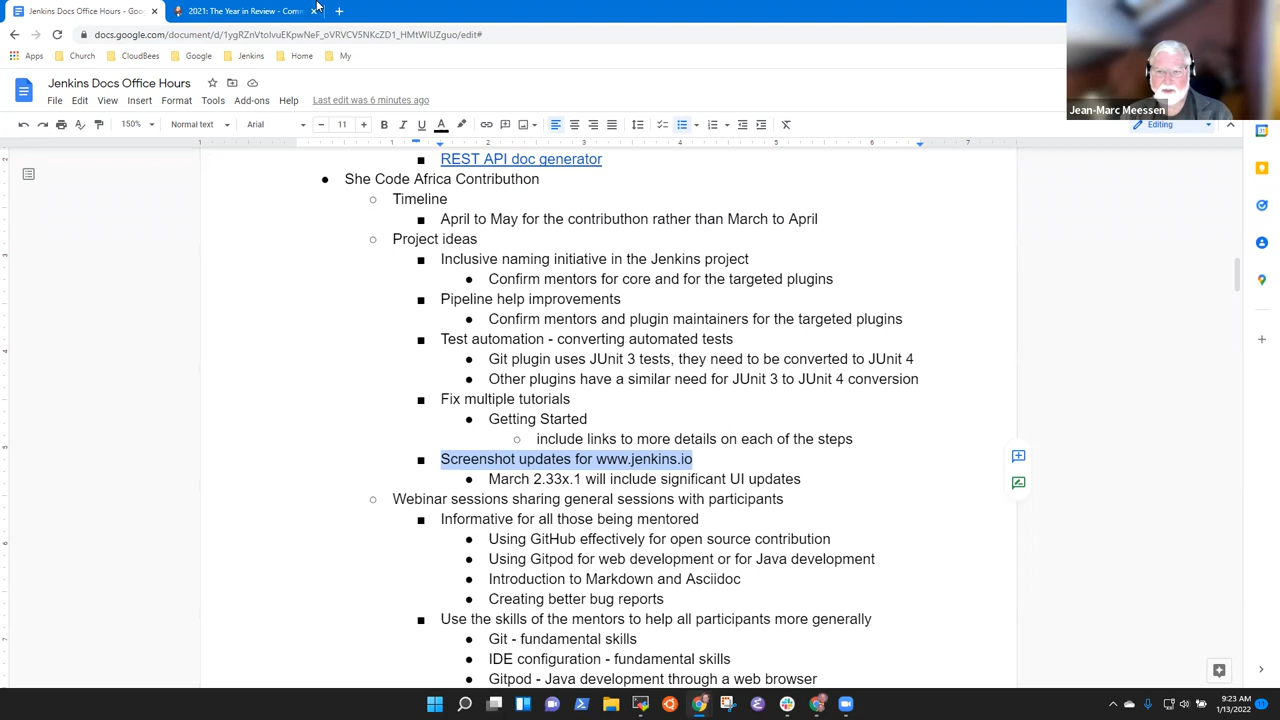 Jenkins Docs Office Hours - Goo
2021: The Year in Review - Comm
docs.google.com/document/d/1ygRZnVtoIvuEKpwNeF_oVRVCV5NKcZD1_HMtWIUZguo/edit#
Apps Church CloudBees Google Jenkins Home My
Jenkins Docs Office Hours
File Edit View Insert Format Tools Add-ons Help Last edit was 6 minutes ago
Jean-Marc Meessen
150% Normal text Arial 11 Editing
REST API doc generator
She Code Africa Contributhon
Timeline
April to May for the contributhon rather than March to April
Project ideas
Inclusive naming initiative in the Jenkins project
Confirm mentors for core and for the targeted plugins
Pipeline help improvements
Confirm mentors and plugin maintainers for the targeted plugins
Test automation - converting automated tests
Git plugin uses JUnit 3 tests, they need to be converted to JUnit 4
Other plugins have a similar need for JUnit 3 to JUnit 4 conversion
Fix multiple tutorials
Getting Started
include links to more details on each of the steps
Screenshot updates for www.jenkins.io
March 2.33x.1 will include significant UI updates
Webinar sessions sharing general sessions with participants
Informative for all those being mentored
Using GitHub effectively for open source contribution
Using Gitpod for web development or for Java development
Introduction to Markdown and Asciidoc
Creating better bug reports
Use the skills of the mentors to help all participants more generally
Git - fundamental skills
IDE configuration - fundamental skills
Gitpod - Java development through a web browser
9:23 AM
1/13/2022